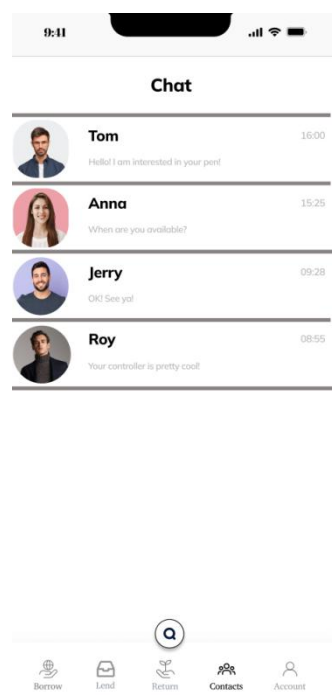 9:41
Chat
Tom 16:00
Hello! I am interested in your pen!
Anna 15:25
When are you available?
Jerry 09:28
OK! See ya!
Roy 08:55
Your controller is pretty cool!
Borrow Lend Return Contacts Account